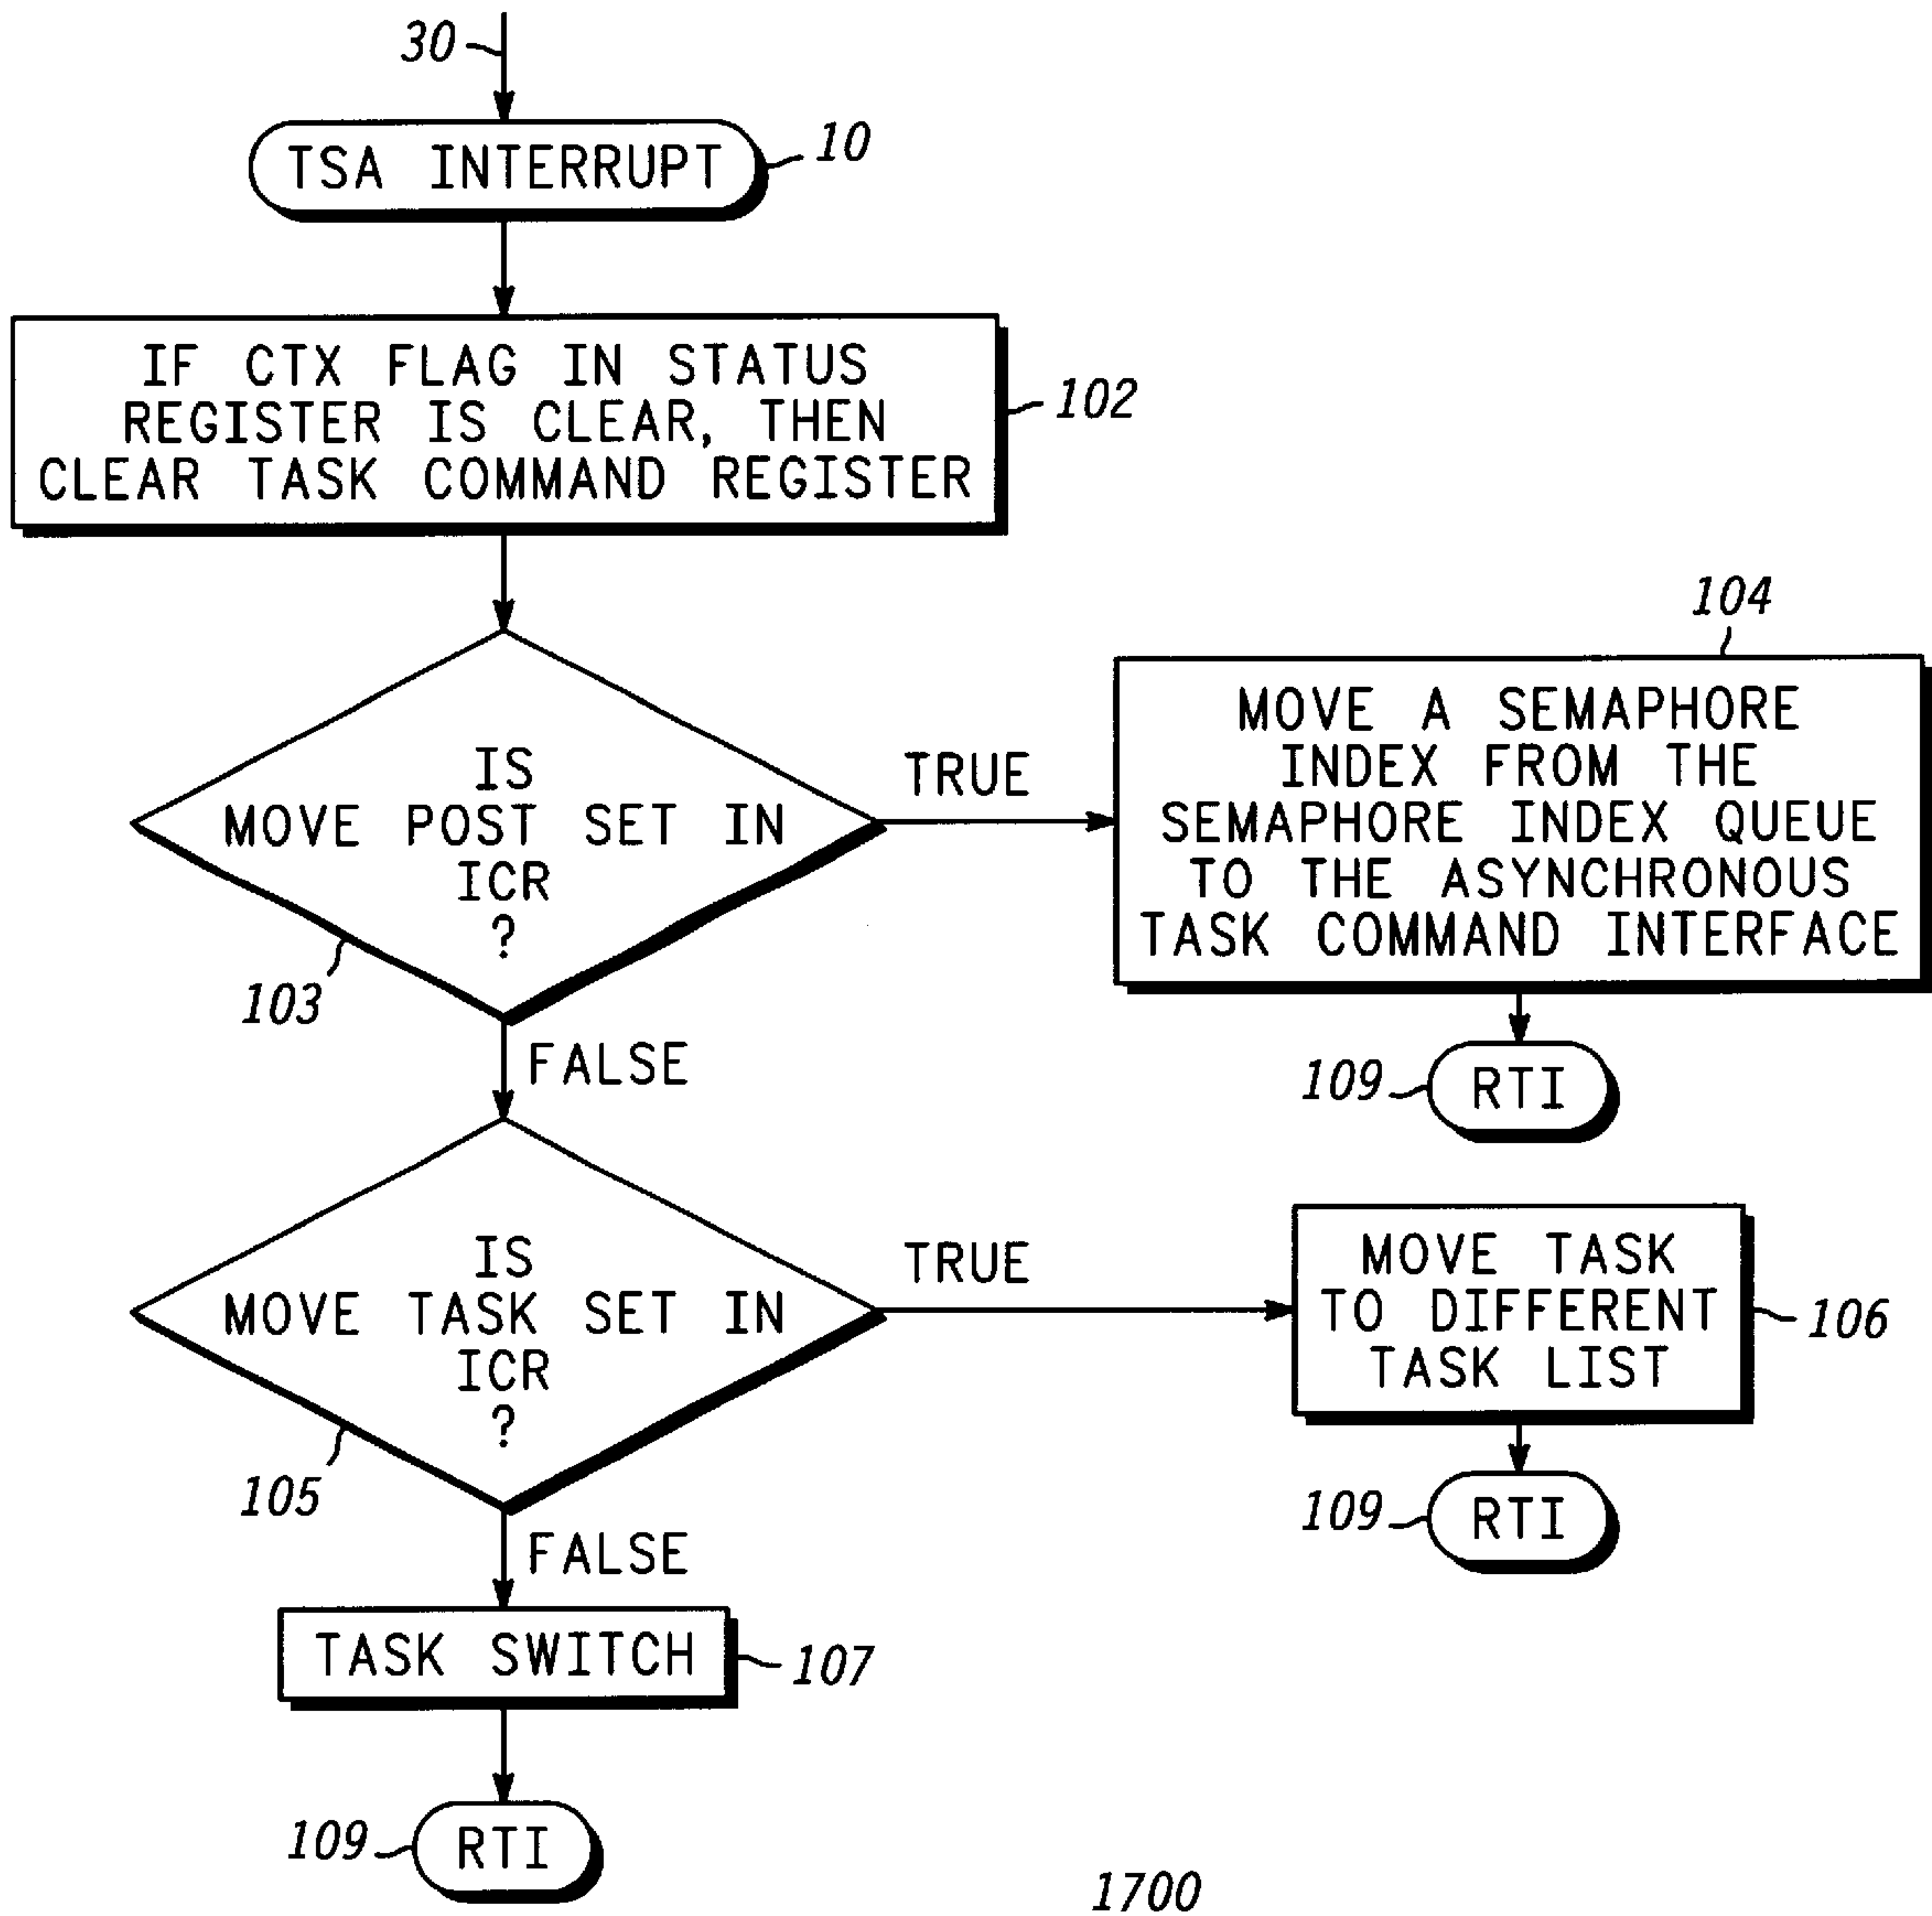 30
TSA INTERRUPT
10
IF CTX FLAG IN STATUS
REGISTER IS CLEAR, THEN
CLEAR TASK COMMAND REGISTER
102
IS
MOVE POST SET IN
ICR
?
103
TRUE
104
MOVE A SEMAPHORE
INDEX FROM THE
SEMAPHORE INDEX QUEUE
TO THE ASYNCHRONOUS
TASK COMMAND INTERFACE
109
RTI
FALSE
IS
MOVE TASK SET IN
ICR
?
105
TRUE
MOVE TASK
TO DIFFERENT
TASK LIST
106
109
RTI
FALSE
TASK SWITCH
107
109
RTI
1700